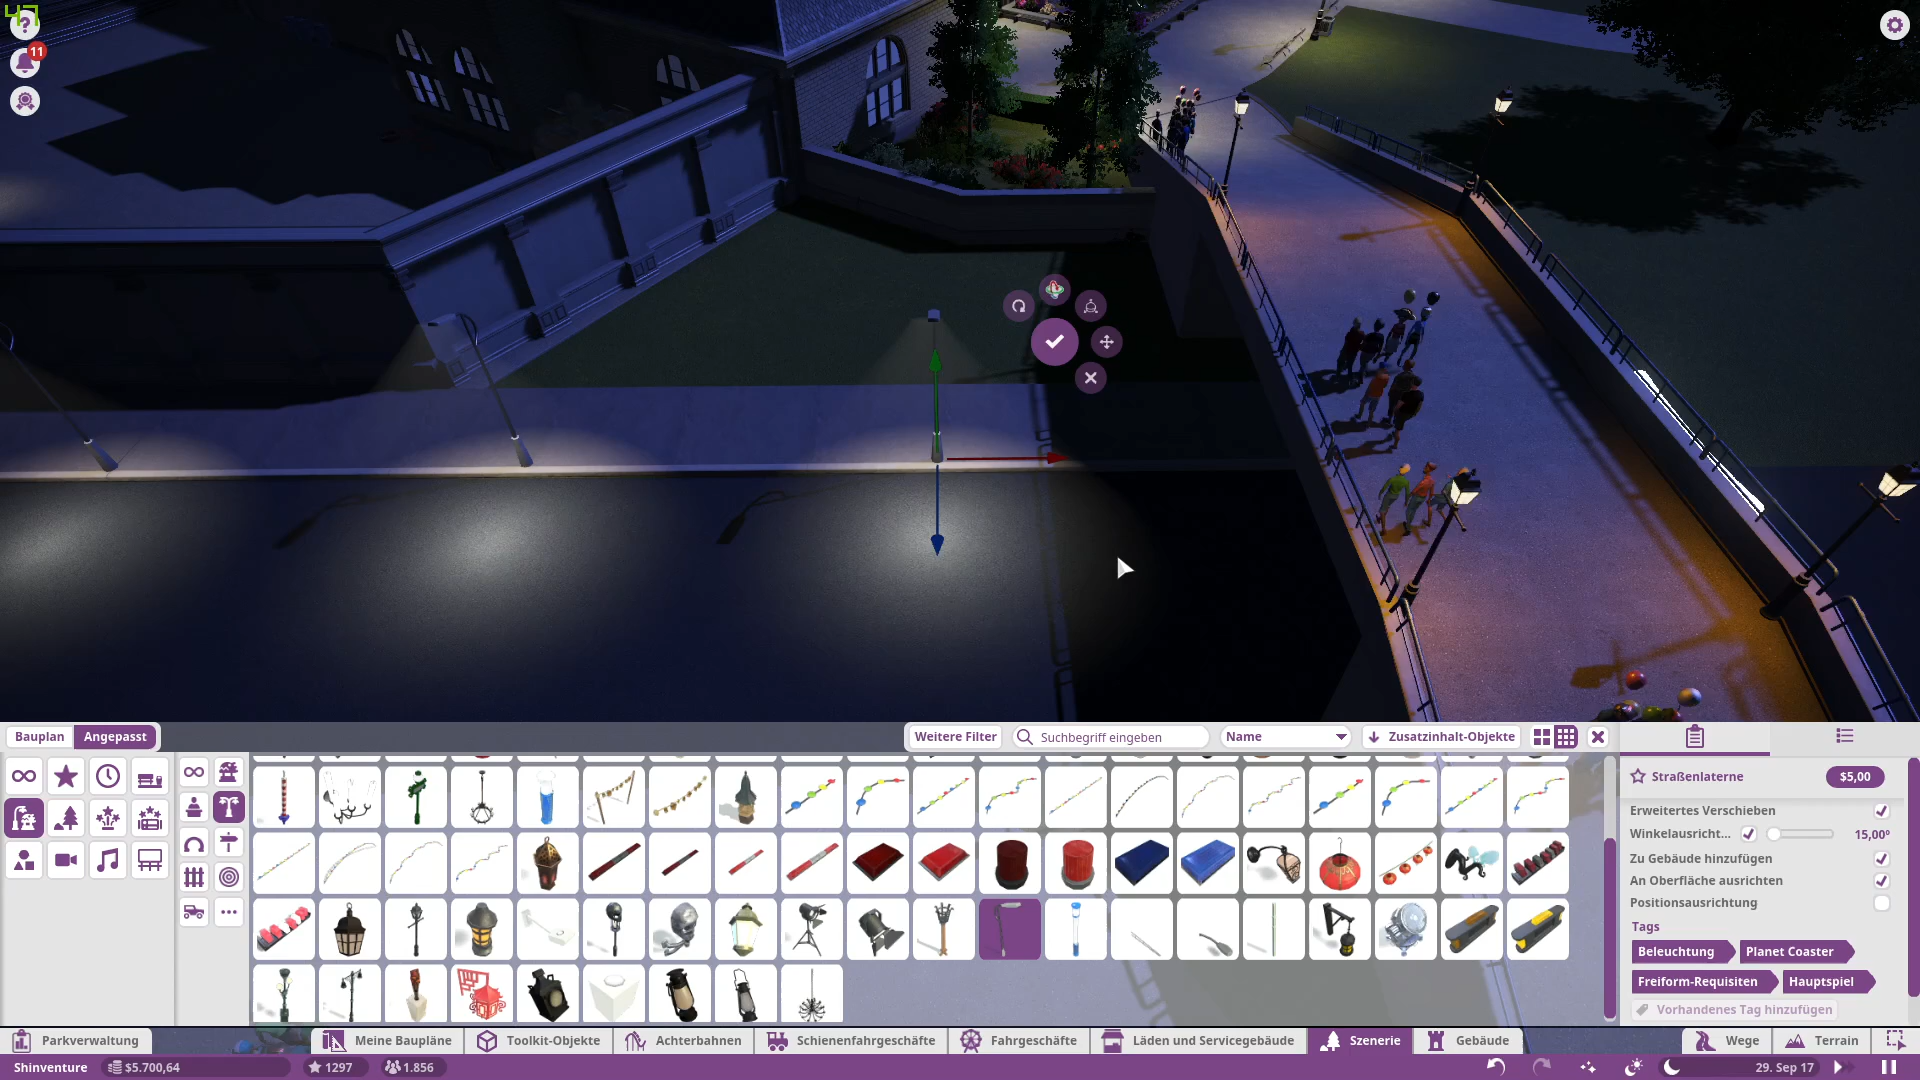 47
?
11
Bauplan
Angepasst
Weitere Filter
Suchbegriff eingeben
Name
Zusatzinhalt-Objekte
Straßenlaterne
$5,00
Erweitertes Verschieben
Winkelausricht...
15,00°
Zu Gebäude hinzufügen
An Oberfläche ausrichten
Positionsausrichtung
Tags
Beleuchtung
Planet Coaster
Freiform-Requisiten
Hauptspiel
Vorhandenes Tag hinzufügen
Parkverwaltung
Meine Baupläne
Toolkit-Objekte
Achterbahnen
Schienenfahrgeschäfte
Fahrgeschäfte
Läden und Servicegebäude
Szenerie
Gebäude
Wege
Terrain
Shinventure
$5.700,64
1297
1.856
29. Sep 17